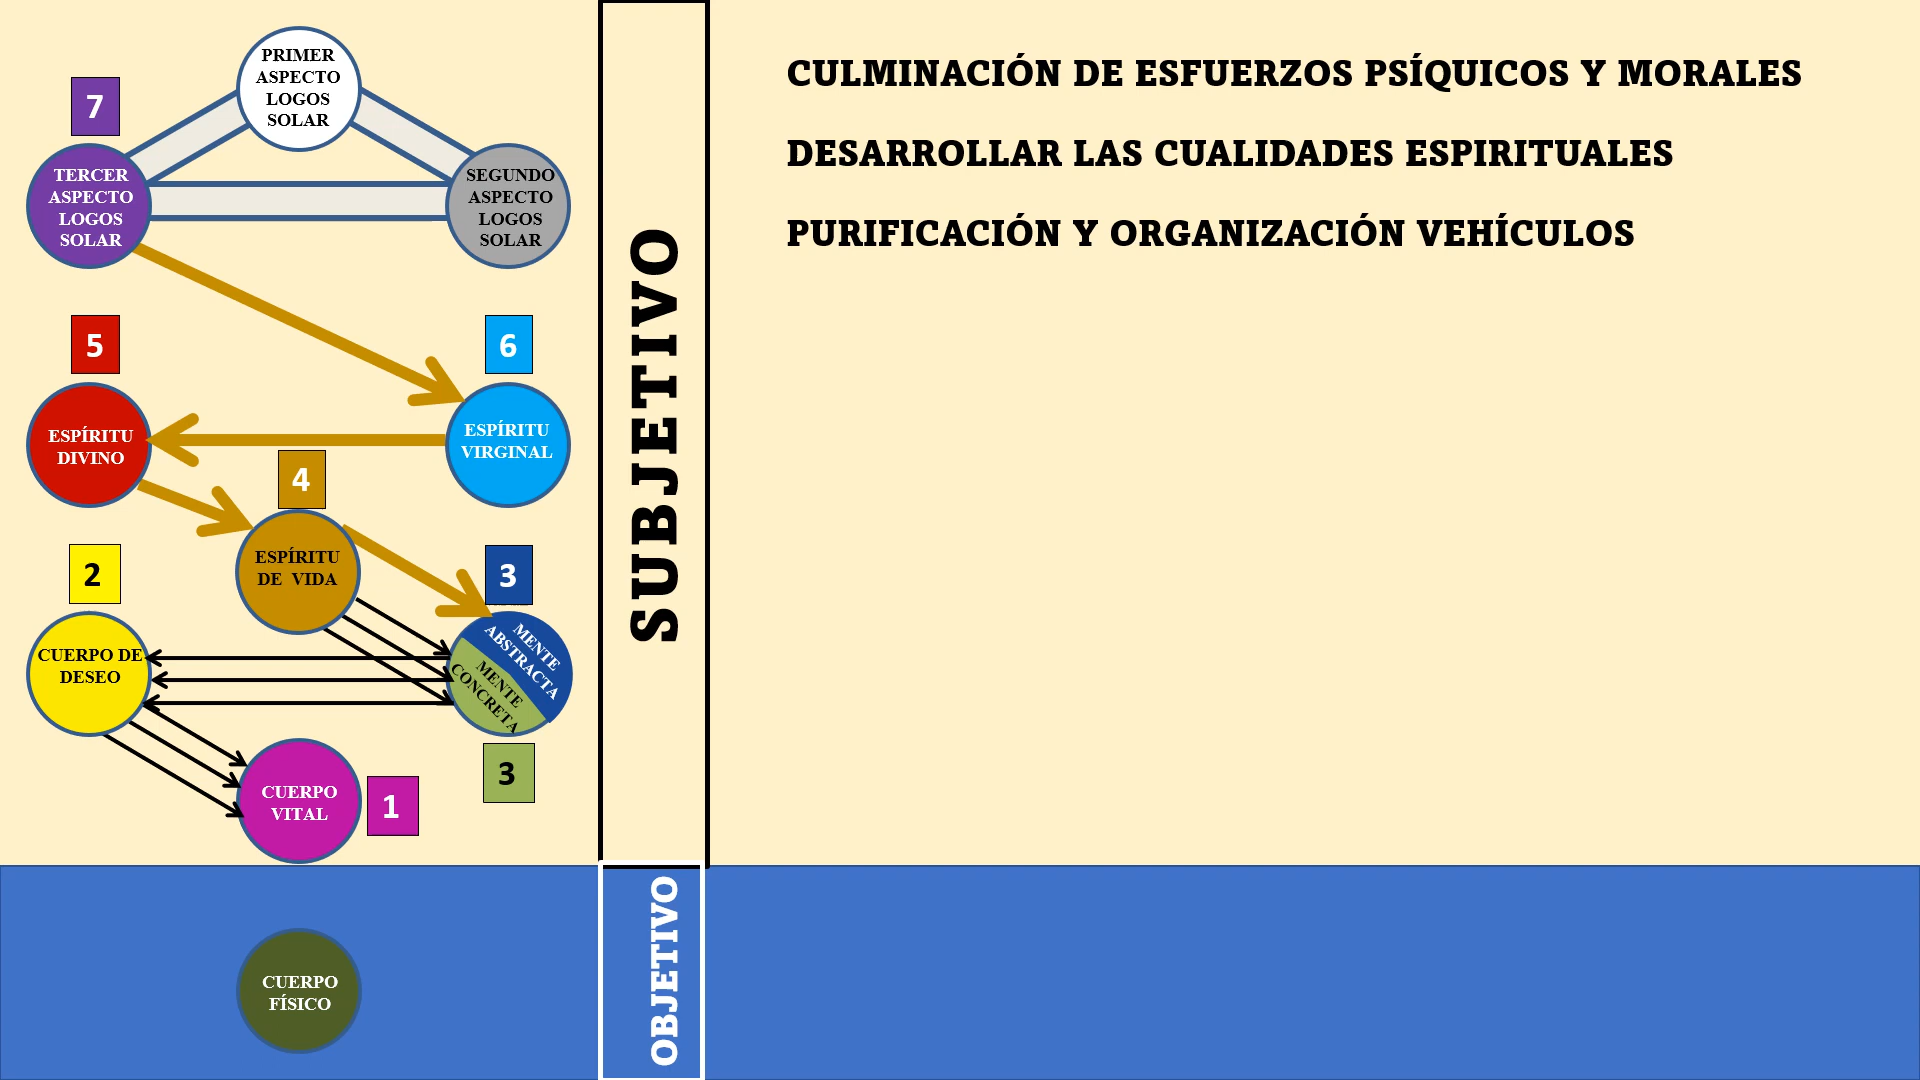 PRIMER
ASPECTO
LOGOS
SOLAR
7
TERCER
ASPECTO
LOGOS
SOLAR
SEGUNDO
ASPECTO
LOGOS
SOLAR
5
6
ESPÍRITU
DIVINO
ESPÍRITU
VIRGINAL
4
ESPÍRITU
DE VIDA
2
3
CUERPO DE
DESEO
MENTE
ABSTRACTA
MENTE
CONCRETA
3
CUERPO
VITAL
1
CUERPO
FÍSICO
SUBJETIVO
OBJETIVO
CULMINACIÓN DE ESFUERZOS PSÍQUICOS Y MORALES
DESARROLLAR LAS CUALIDADES ESPIRITUALES
PURIFICACIÓN Y ORGANIZACIÓN VEHÍCULOS